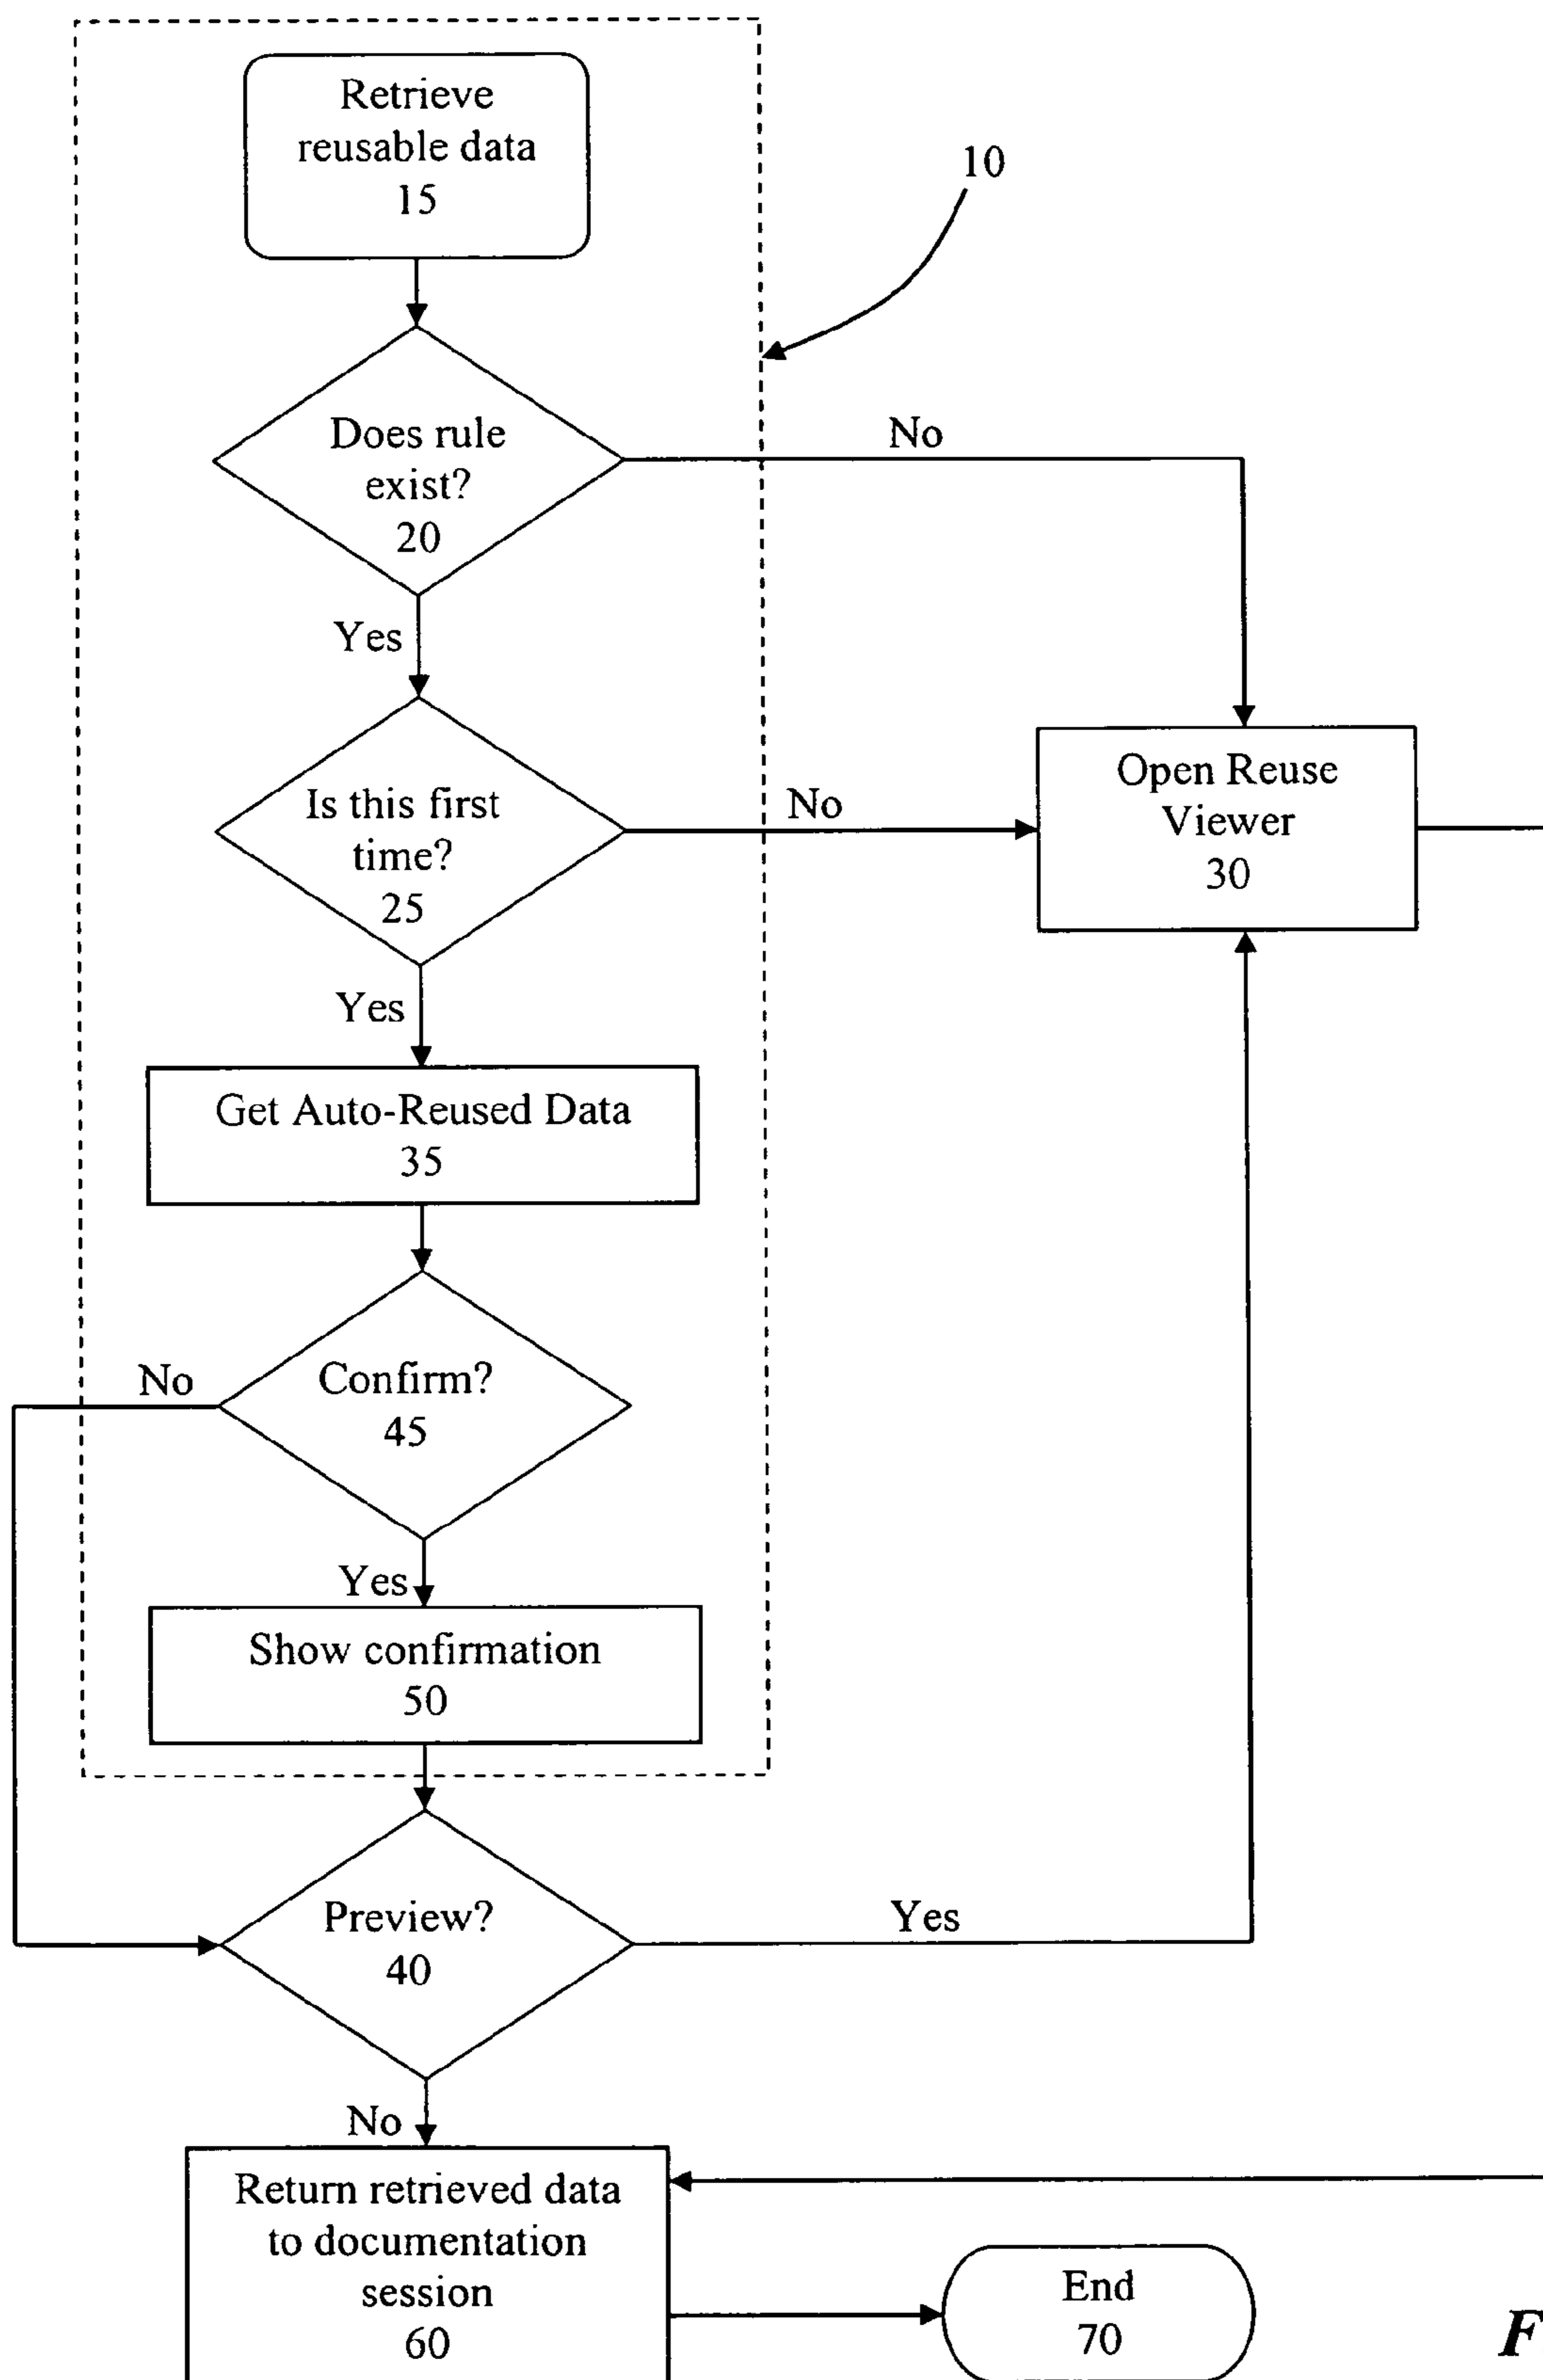 Retrieve
reusable data
15
10
Does rule
exist?
20
No
Yes
Is this first
time?
25
No
Open Reuse
Viewer
30
Yes
Get Auto-Reused Data
35
No
Confirm?
45
Yes
Show confirmation
50
Preview?
40
Yes
No
Return retrieved data
to documentation
session
60
End
70
F